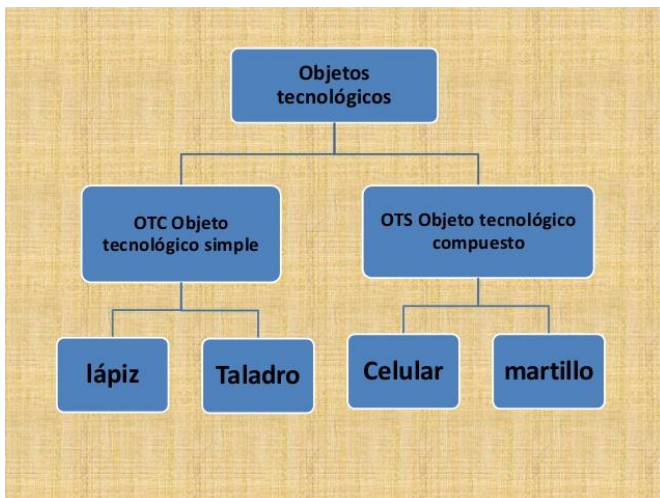 Objetos
tecnológicos
OTC Objeto
tecnológico simple
OTS Objeto tecnológico
compuesto
lápiz
Taladro
Celular
martillo